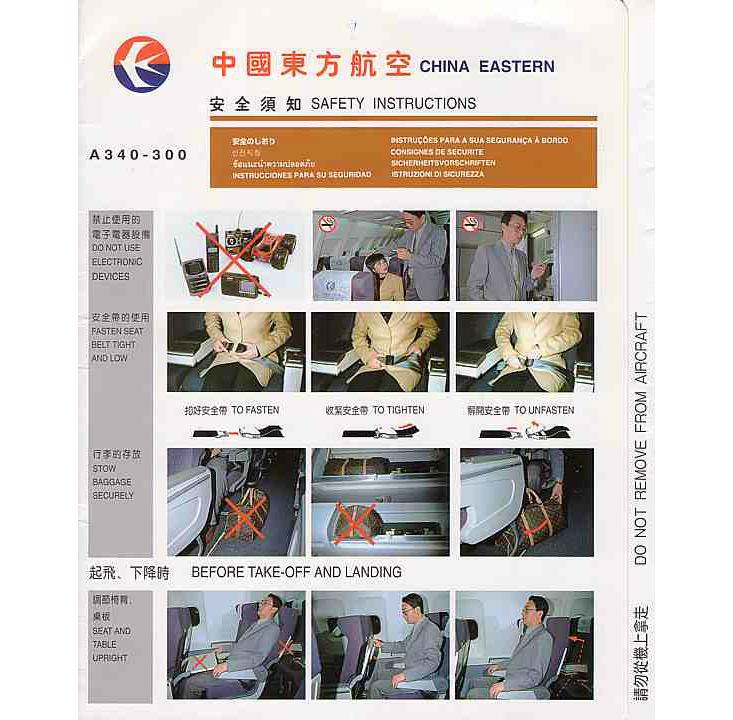 中國東方航空 CHINA EASTERN
安全須知 SAFETY INSTRUCTIONS
A340-300
安全のしおり
안전지침
ข้อแนะนำความปลอดภัย
INSTRUCCIONES PARA SU SEGURIDAD
INSTRUÇÕES PARA A SUA SEGURANÇA À BORDO
CONSIGNES DE SECURITE
SICHERHEITSVORSCHRIFTEN
ISTRUZIONI DI SICUREZZA
禁止使用的
電子電器設備
DO NOT USE
ELECTRONIC
DEVICES
安全帶的使用
FASTEN SEAT
BELT TIGHT
AND LOW
扣好安全帶 TO FASTEN
收緊安全帶 TO TIGHTEN
解開安全帶 TO UNFASTEN
行李的存放
STOW
BAGGAGE
SECURELY
起飛、下降時 BEFORE TAKE-OFF AND LANDING
調節椅背、
桌板
SEAT AND
TABLE
UPRIGHT
DO NOT REMOVE FROM AIRCRAFT
請勿從機上拿走